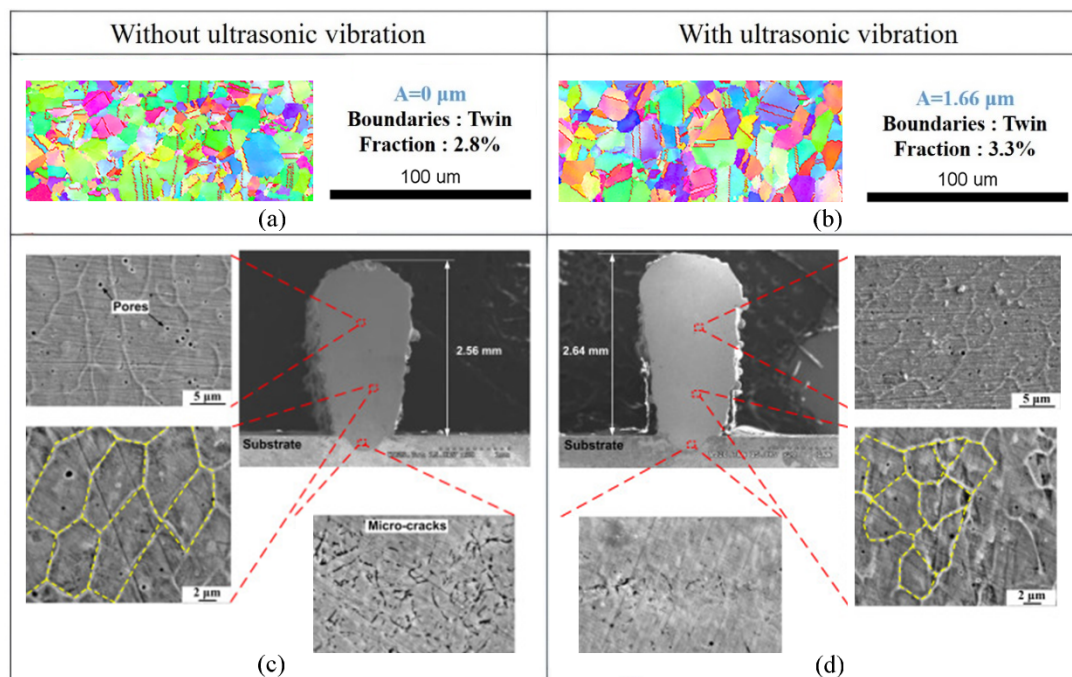 Without ultrasonic vibration
With ultrasonic vibration
A=0 μm
Boundaries : Twin
Fraction : 2.8%
100 um
(a)
A=1.66 μm
Boundaries : Twin
Fraction : 3.3%
100 um
(b)
Pores
5 μm
2.56 mm
Substrate
2 μm
Micro-cracks
(c)
2.64 mm
Substrate
5 μm
2 μm
(d)